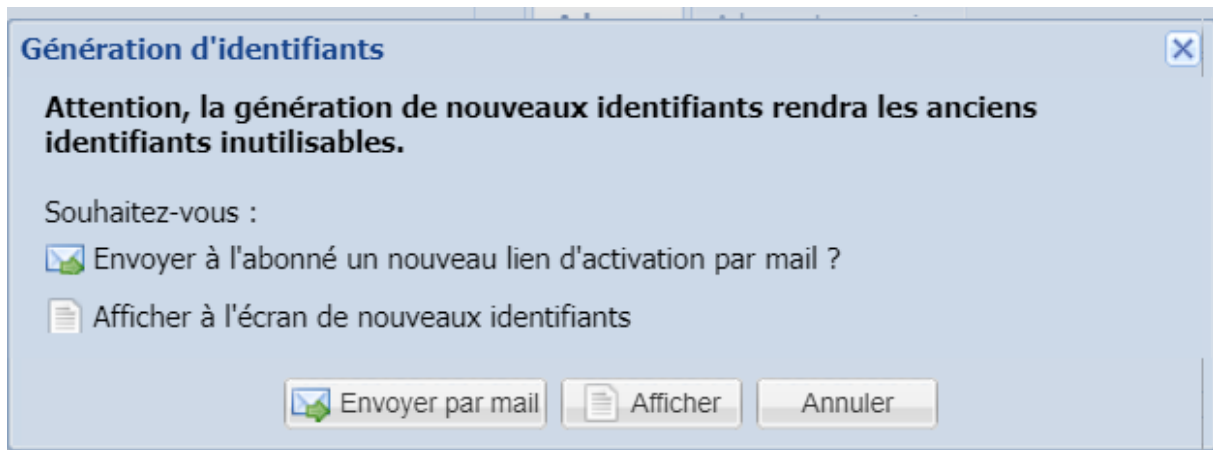 Génération d'identifiants
Attention, la génération de nouveaux identifiants rendra les anciens
identifiants inutilisables.
Souhaitez-vous :
Envoyer à l'abonné un nouveau lien d'activation par mail ?
Afficher à l'écran de nouveaux identifiants
Envoyer par mail Afficher Annuler